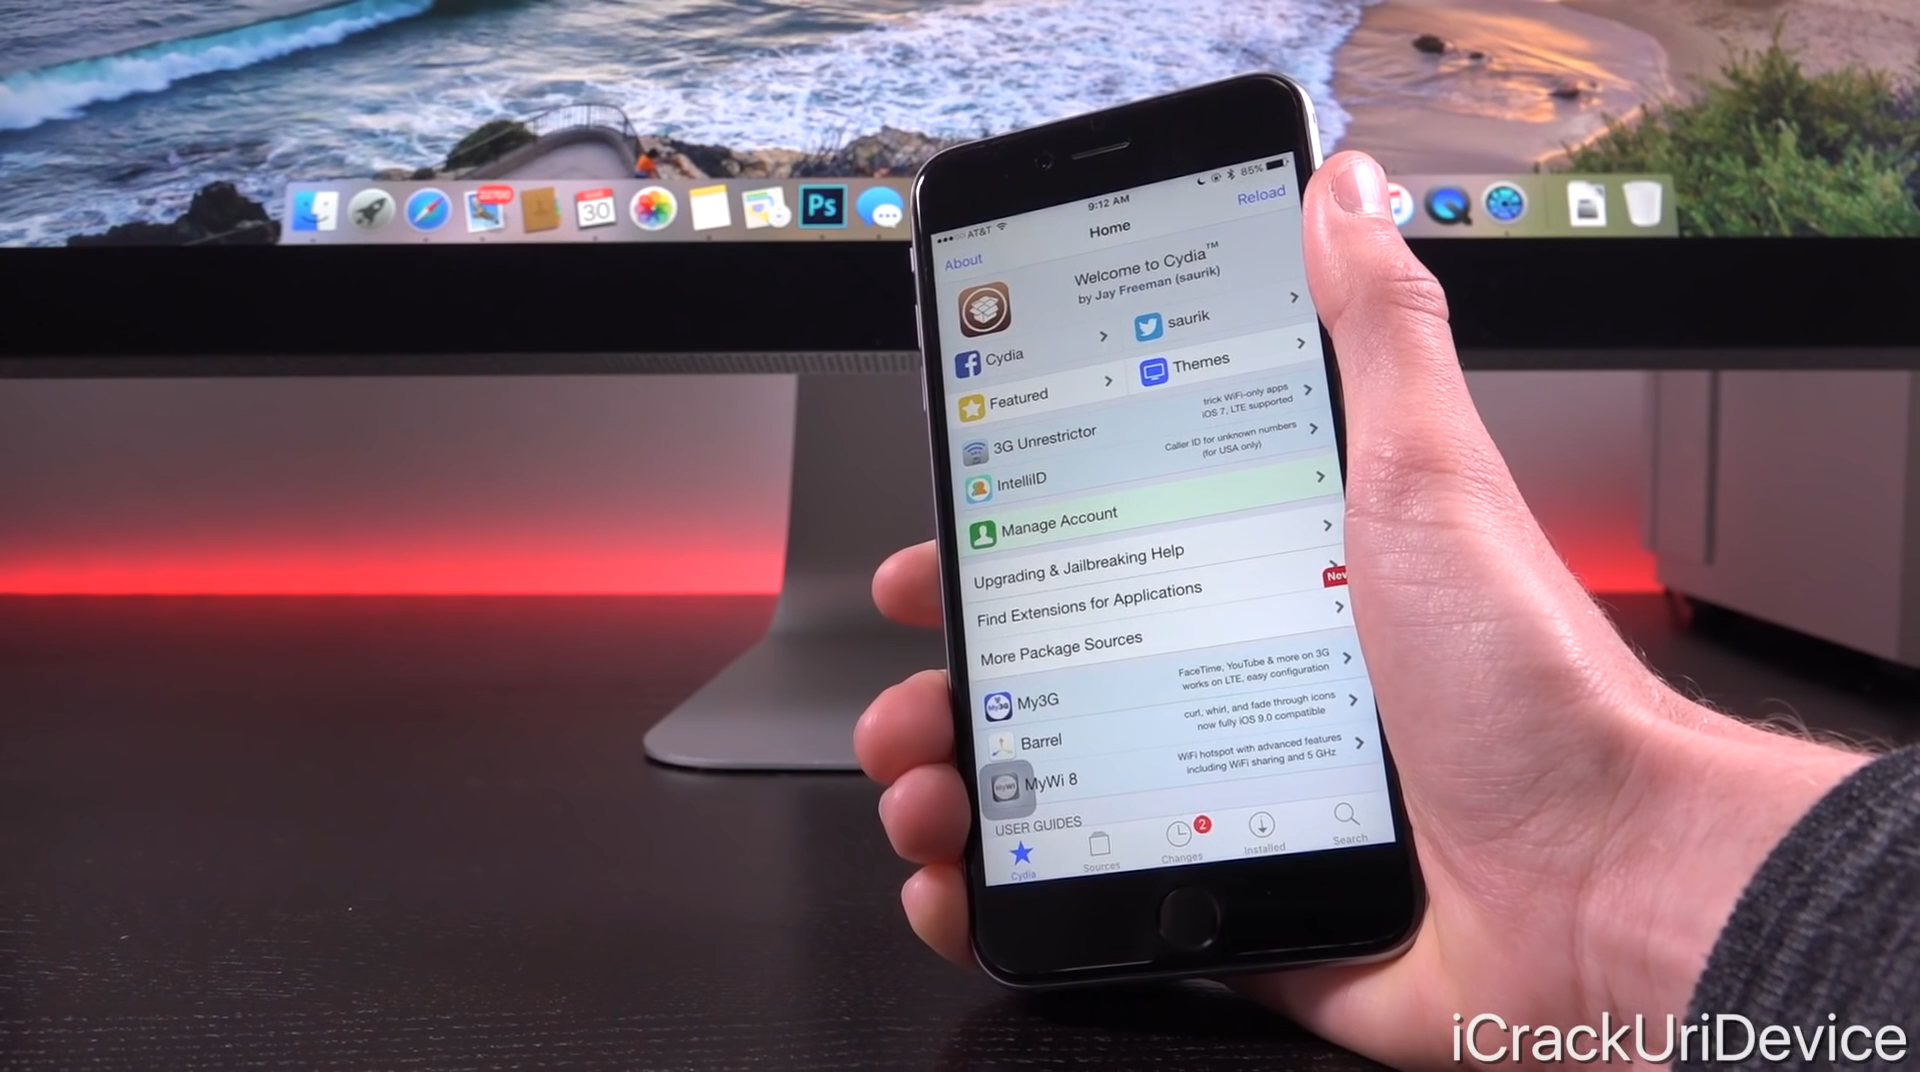 30
Ps
AT&T
9:12 AM
85%
About
Home
Reload
Welcome to Cydia™
by Jay Freeman (saurik)
Cydia
saurik
Featured
Themes
3G Unrestrictor
trick WiFi-only apps
iOS 7, LTE supported
IntelliID
Caller ID for unknown numbers
(for USA only)
Manage Account
Upgrading & Jailbreaking Help
Find Extensions for Applications
New
More Package Sources
My3G
My3G
FaceTime, YouTube & more on 3G
works on LTE, easy configuration
Barrel
curl, whirl, and fade through icons
now fully iOS 9.0 compatible
MyWi
MyWi 8
WiFi hotspot with advanced features
including WiFi sharing and 5 GHz
USER GUIDES
2
Cydia
Sources
Changes
Installed
Search
iCrackUriDevice